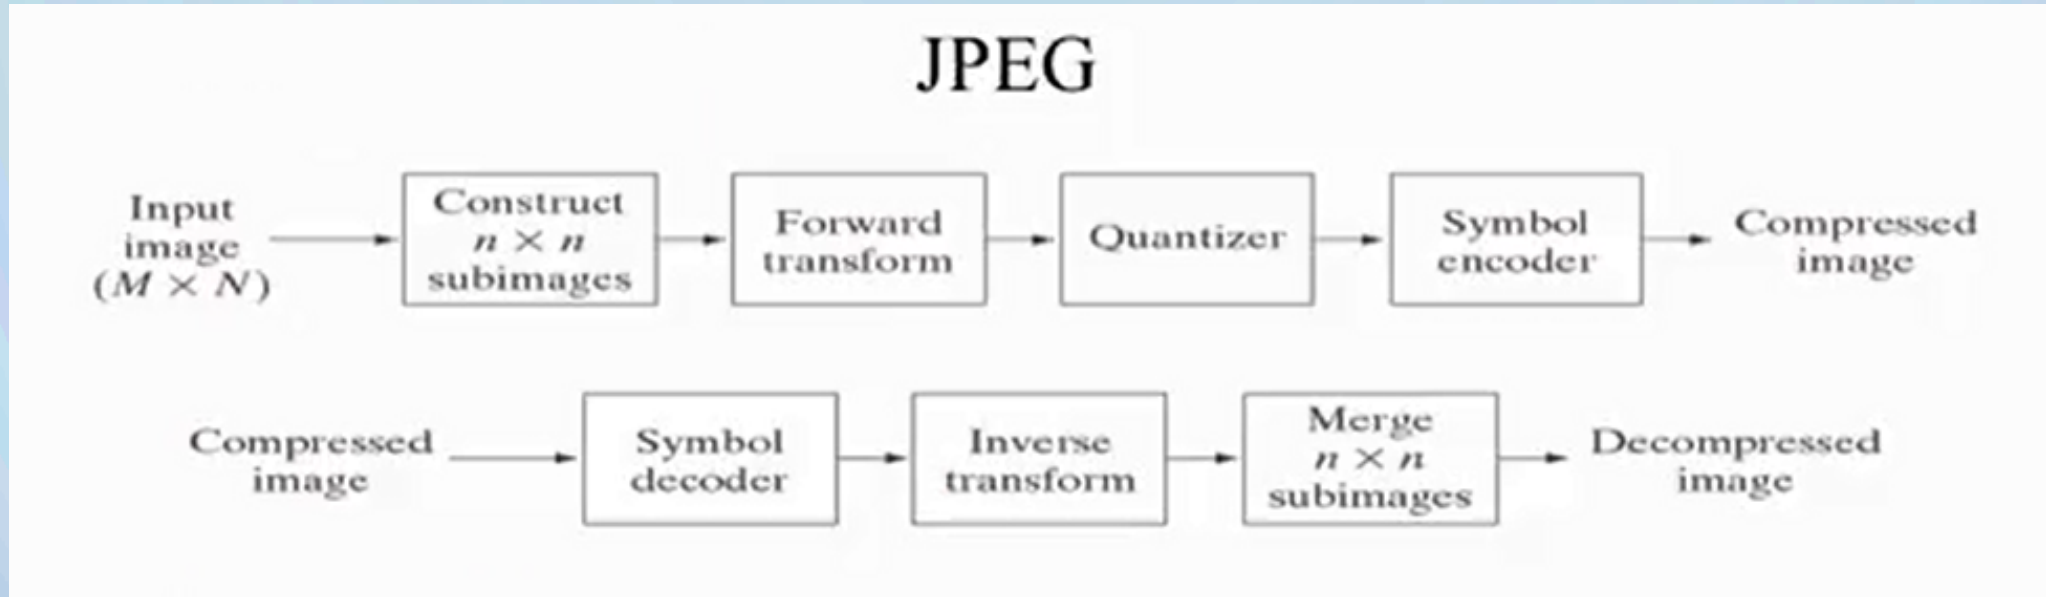 JPEG
Input
image
(M × N)
Construct
n × n
subimages
Forward
transform
Quantizer
Symbol
encoder
Compressed
image
Compressed
image
Symbol
decoder
Inverse
transform
Merge
n × n
subimages
Decompressed
image